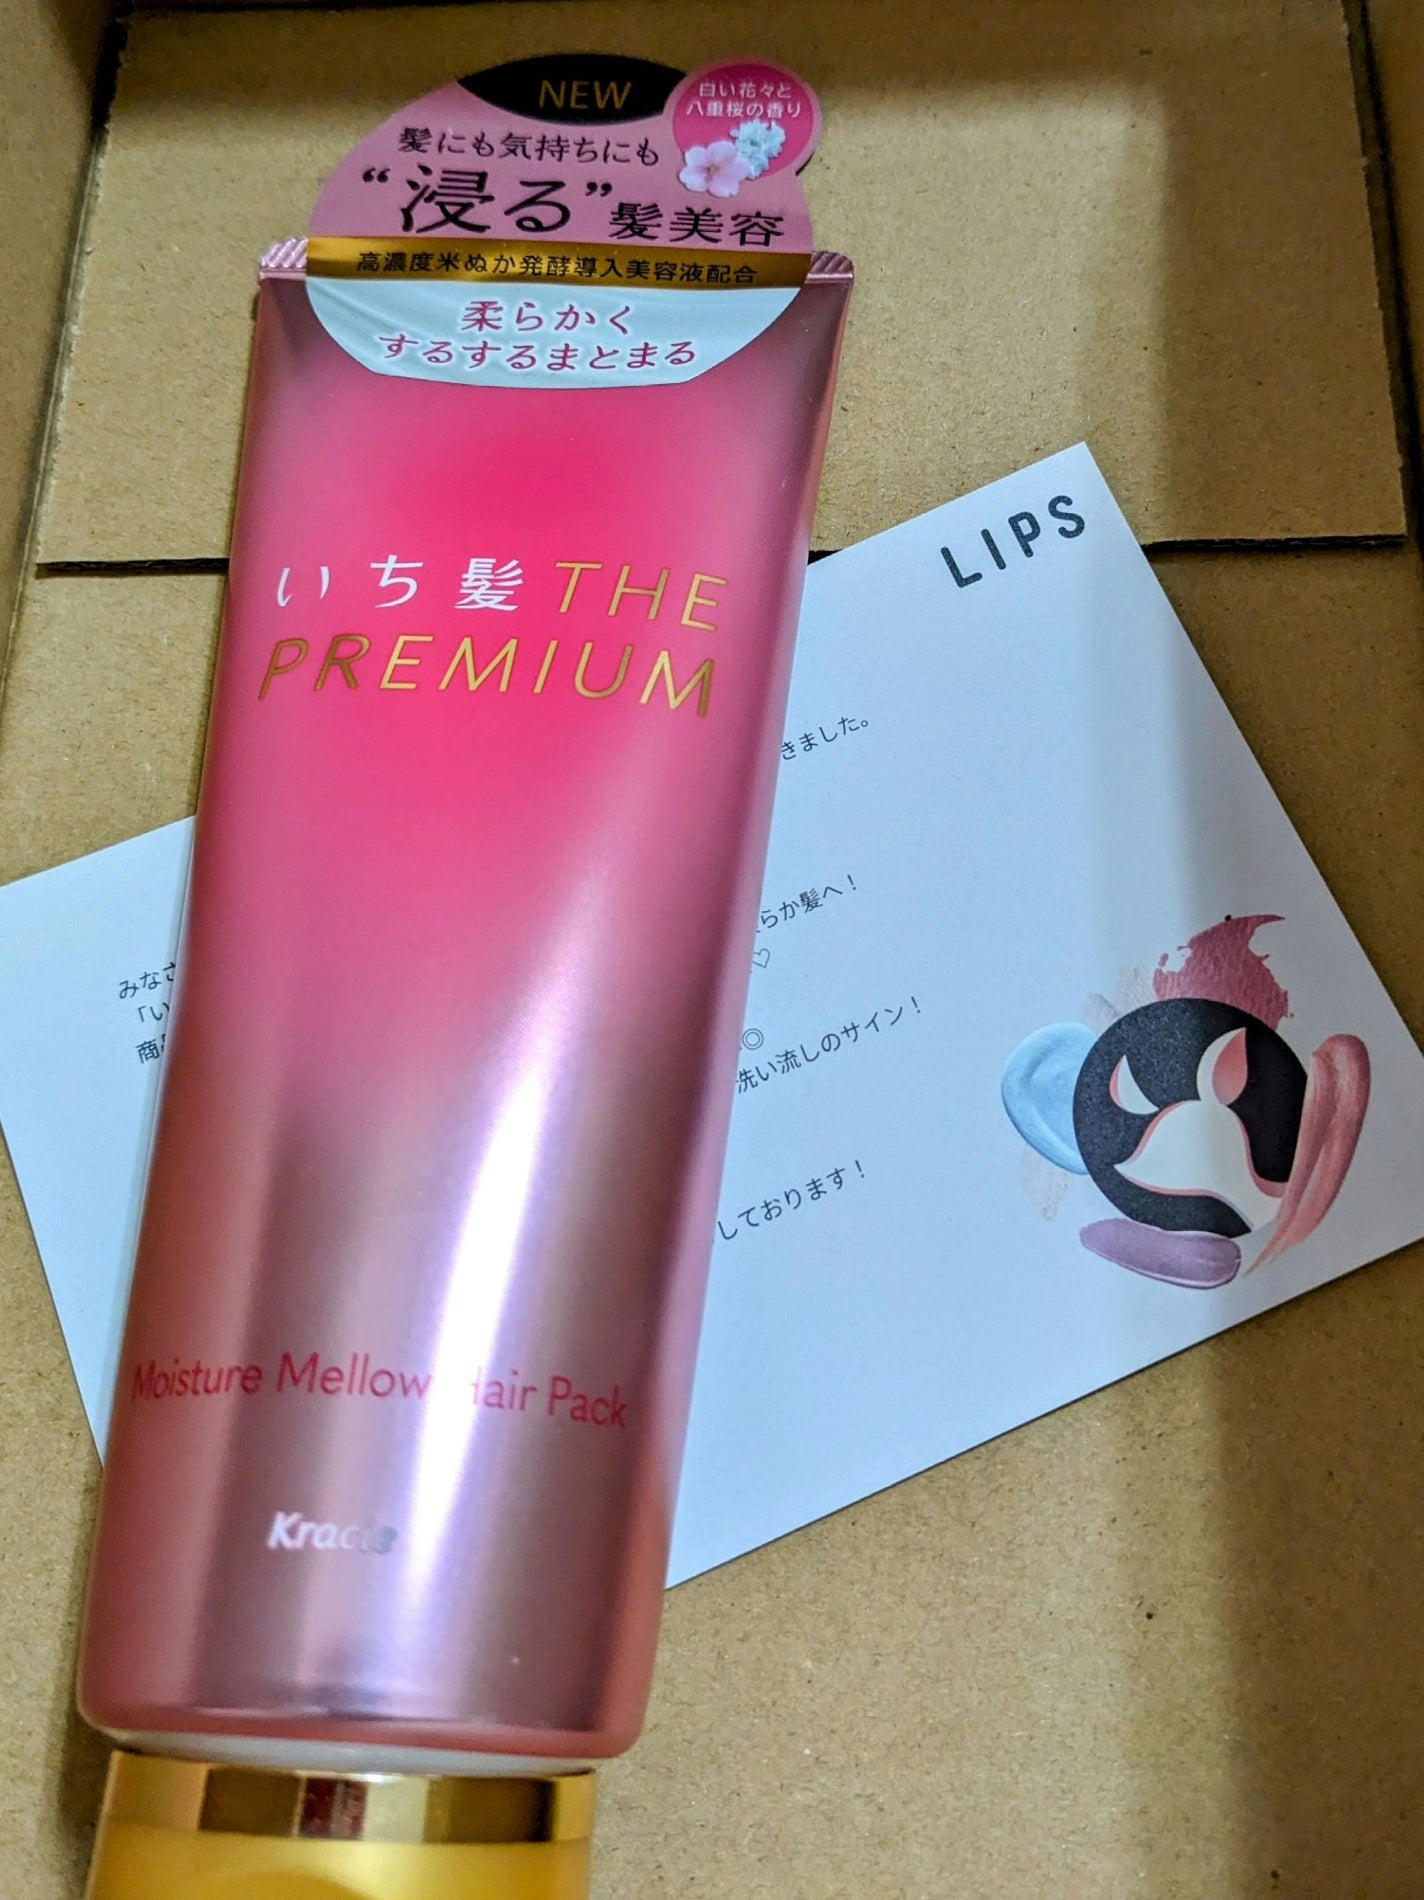 NEW
白い花々と
八重桜の香り
髪にも気持ちにも
“浸る”髪美容
高濃度米ぬか発酵導入美容液配合
柔らかく
するするまとまる
いち髪 THE
PREMIUM
Moisture Mellow Hair Pack
Kracie
LIPS
きました。
らか髪へ！
♡
◎
洗い流しのサイン！
しております！
みなさ
「い
商品